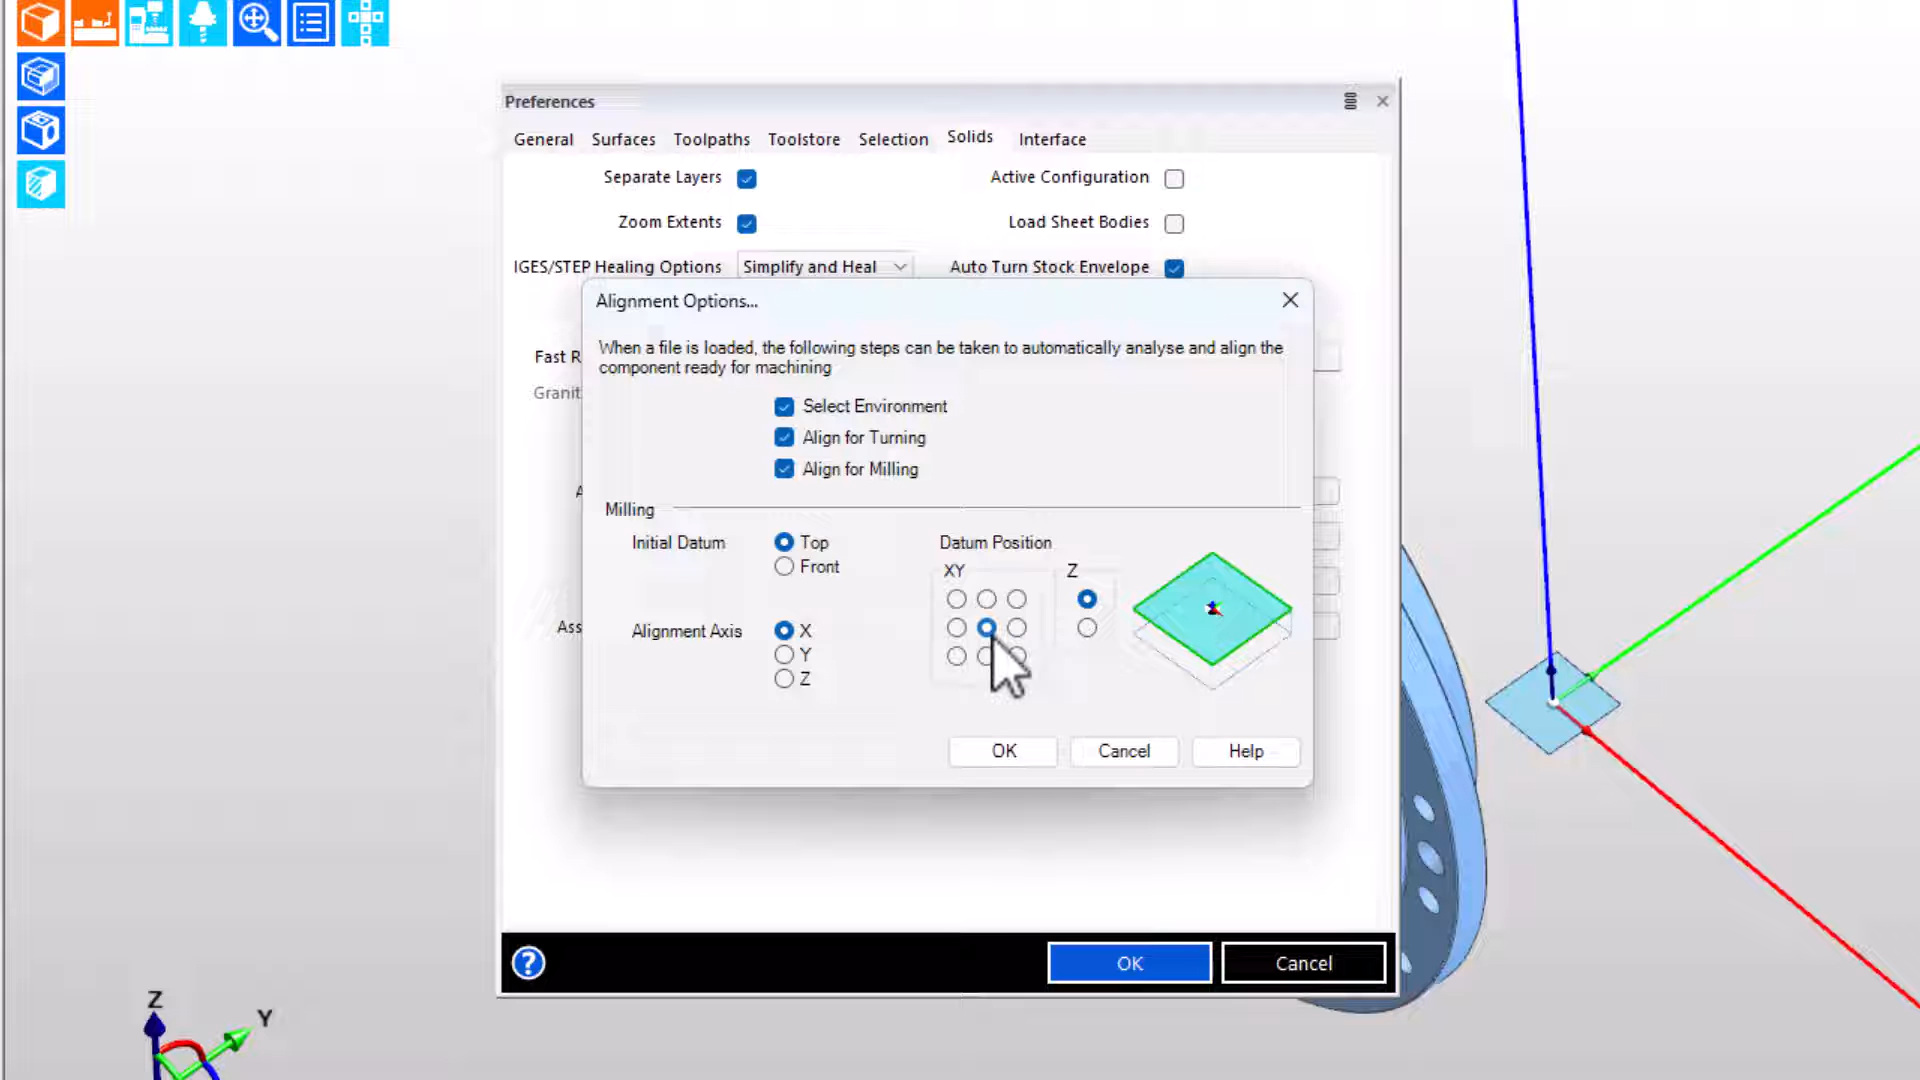 Preferences
General Surfaces Toolpaths Toolstore Selection Solids Interface
Separate Layers Active Configuration
Zoom Extents Load Sheet Bodies
IGES/STEP Healing Options Simplify and Heal Auto Turn Stock Envelope
Alignment Options...
When a file is loaded, the following steps can be taken to automatically analyse and align the
component ready for machining
Fast R
Granit
Select Environment
Align for Turning
Align for Milling
A
Milling
Initial Datum Top Datum Position
Front
XY Z
Ass
Alignment Axis X
Y
Z
OK Cancel Help
? OK Cancel
Z
Y